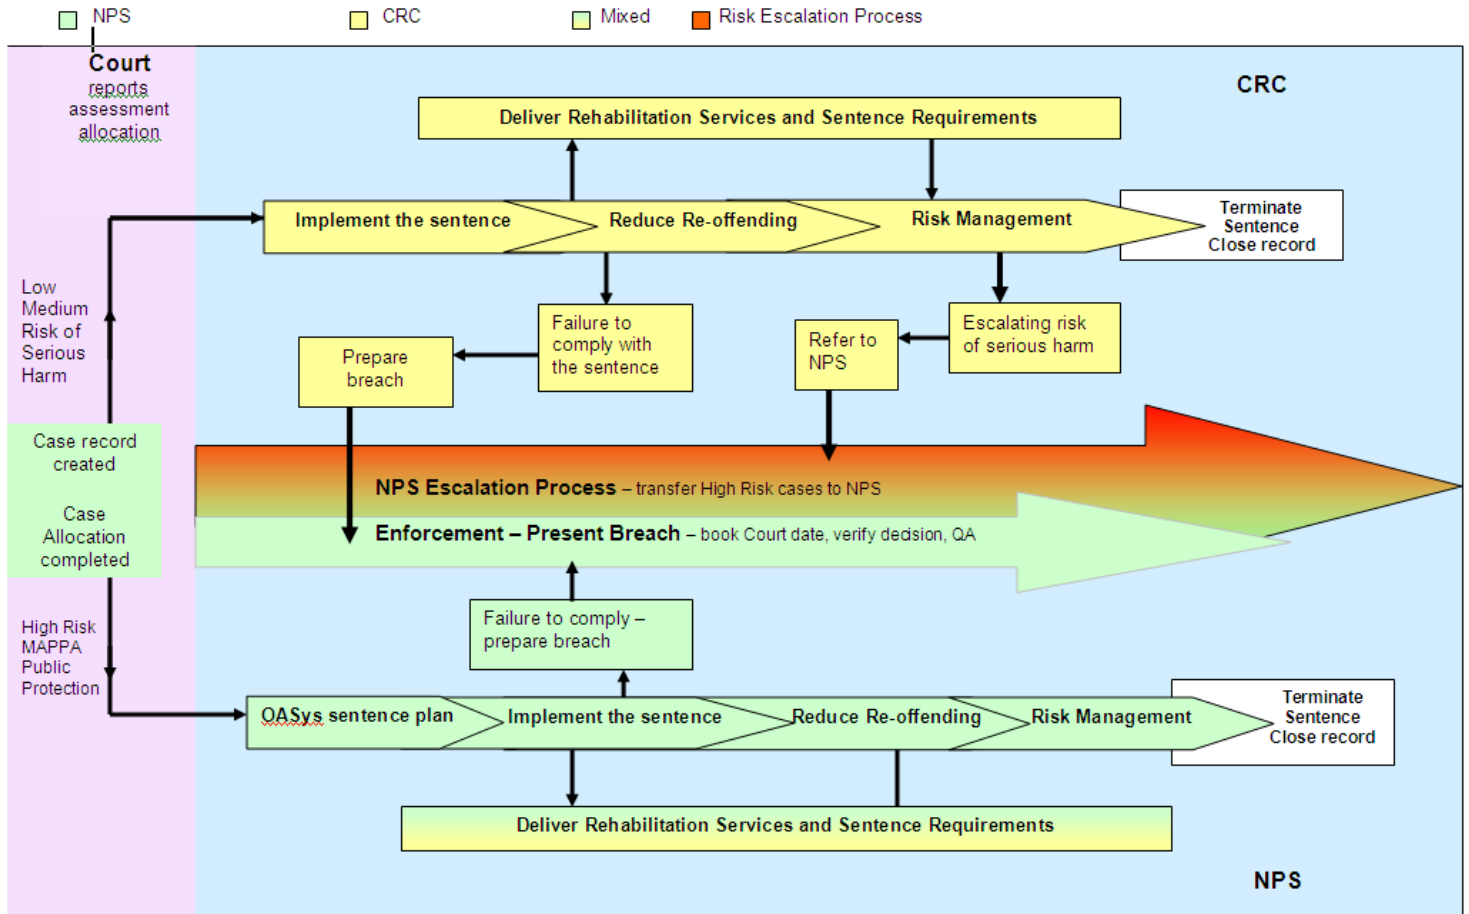 NPS
CRC
Mixed
Risk Escalation Process
Court
reports
assessment
allocation
CRC
Deliver Rehabilitation Services and Sentence Requirements
Implement the sentence
Reduce Re-offending
Risk Management
Terminate
Sentence
Close record
Low
Medium
Risk of
Serious
Harm
Failure to
comply with
the sentence
Prepare
breach
Escalating risk
of serious harm
Refer to
NPS
Case record
created
Case
Allocation
completed
NPS Escalation Process – transfer High Risk cases to NPS
Enforcement – Present Breach – book Court date, verify decision, QA
Failure to comply –
prepare breach
High Risk
MAPPA
Public
Protection
OASys sentence plan
Implement the sentence
Reduce Re-offending
Risk Management
Terminate
Sentence
Close record
Deliver Rehabilitation Services and Sentence Requirements
NPS